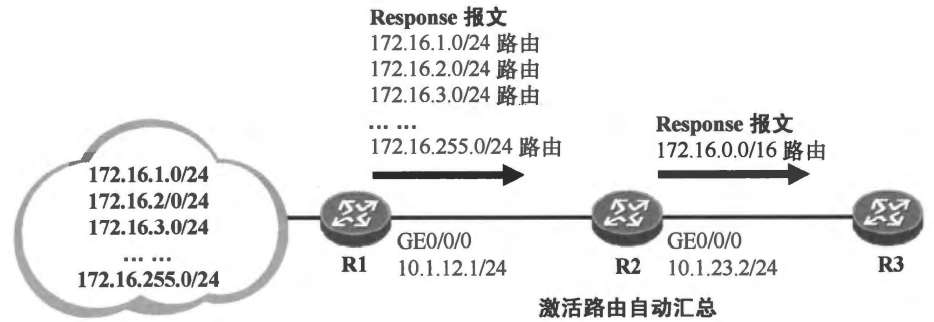 Response 报文
172.16.1.0/24 路由
172.16.2.0/24 路由
172.16.3.0/24 路由
... ...
172.16.255.0/24 路由
Response 报文
172.16.0.0/16 路由
172.16.1.0/24
172.16.2/0/24
172.16.3.0/24
... ...
172.16.255.0/24
R1
GE0/0/0
10.1.12.1/24
R2
GE0/0/0
10.1.23.2/24
R3
激活路由自动汇总